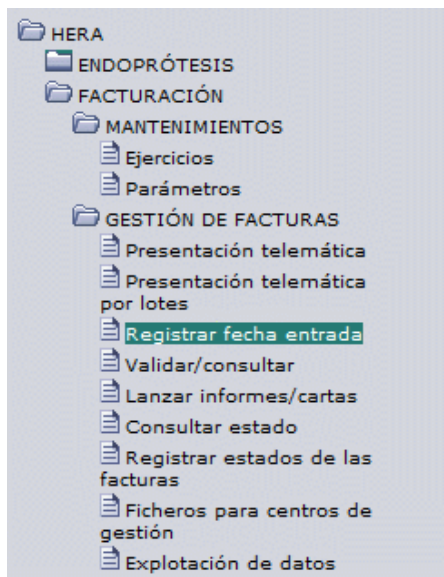 HERA
ENDOPRÓTESIS
FACTURACIÓN
MANTENIMIENTOS
Ejercicios
Parámetros
GESTIÓN DE FACTURAS
Presentación telemática
Presentación telemática
por lotes
Registrar fecha entrada
Validar/consultar
Lanzar informes/cartas
Consultar estado
Registrar estados de las
facturas
Ficheros para centros de
gestión
Explotación de datos